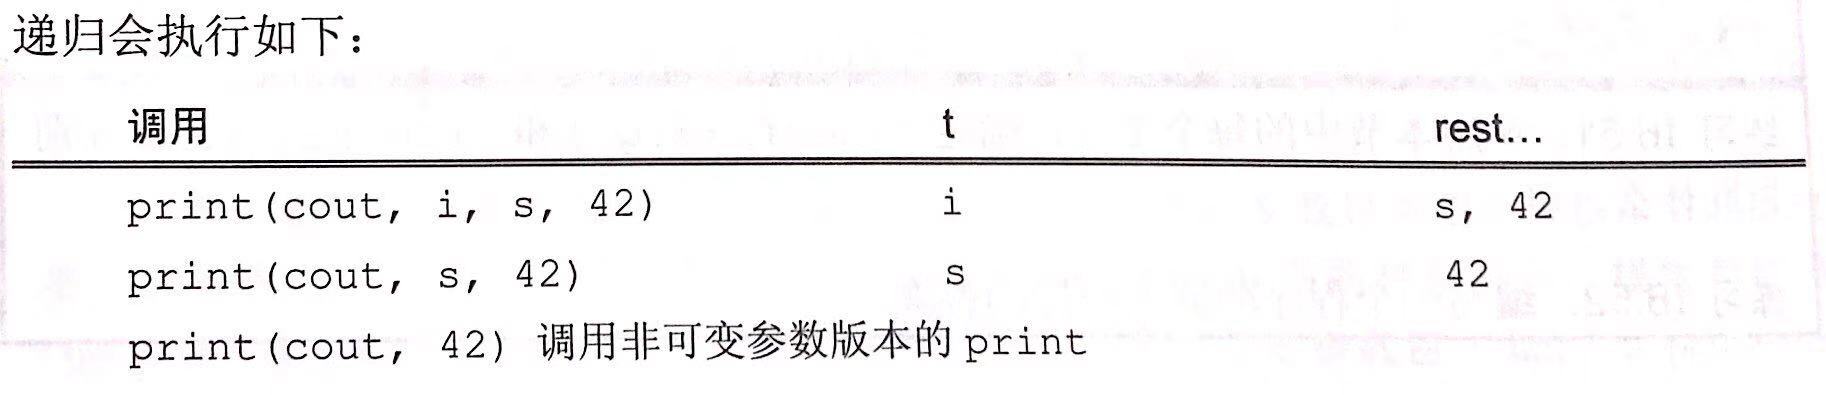 递归会执行如下：
调用 t rest...
print(cout, i, s, 42) i s, 42
print(cout, s, 42) s 42
print(cout, 42) 调用非可变参数版本的 print